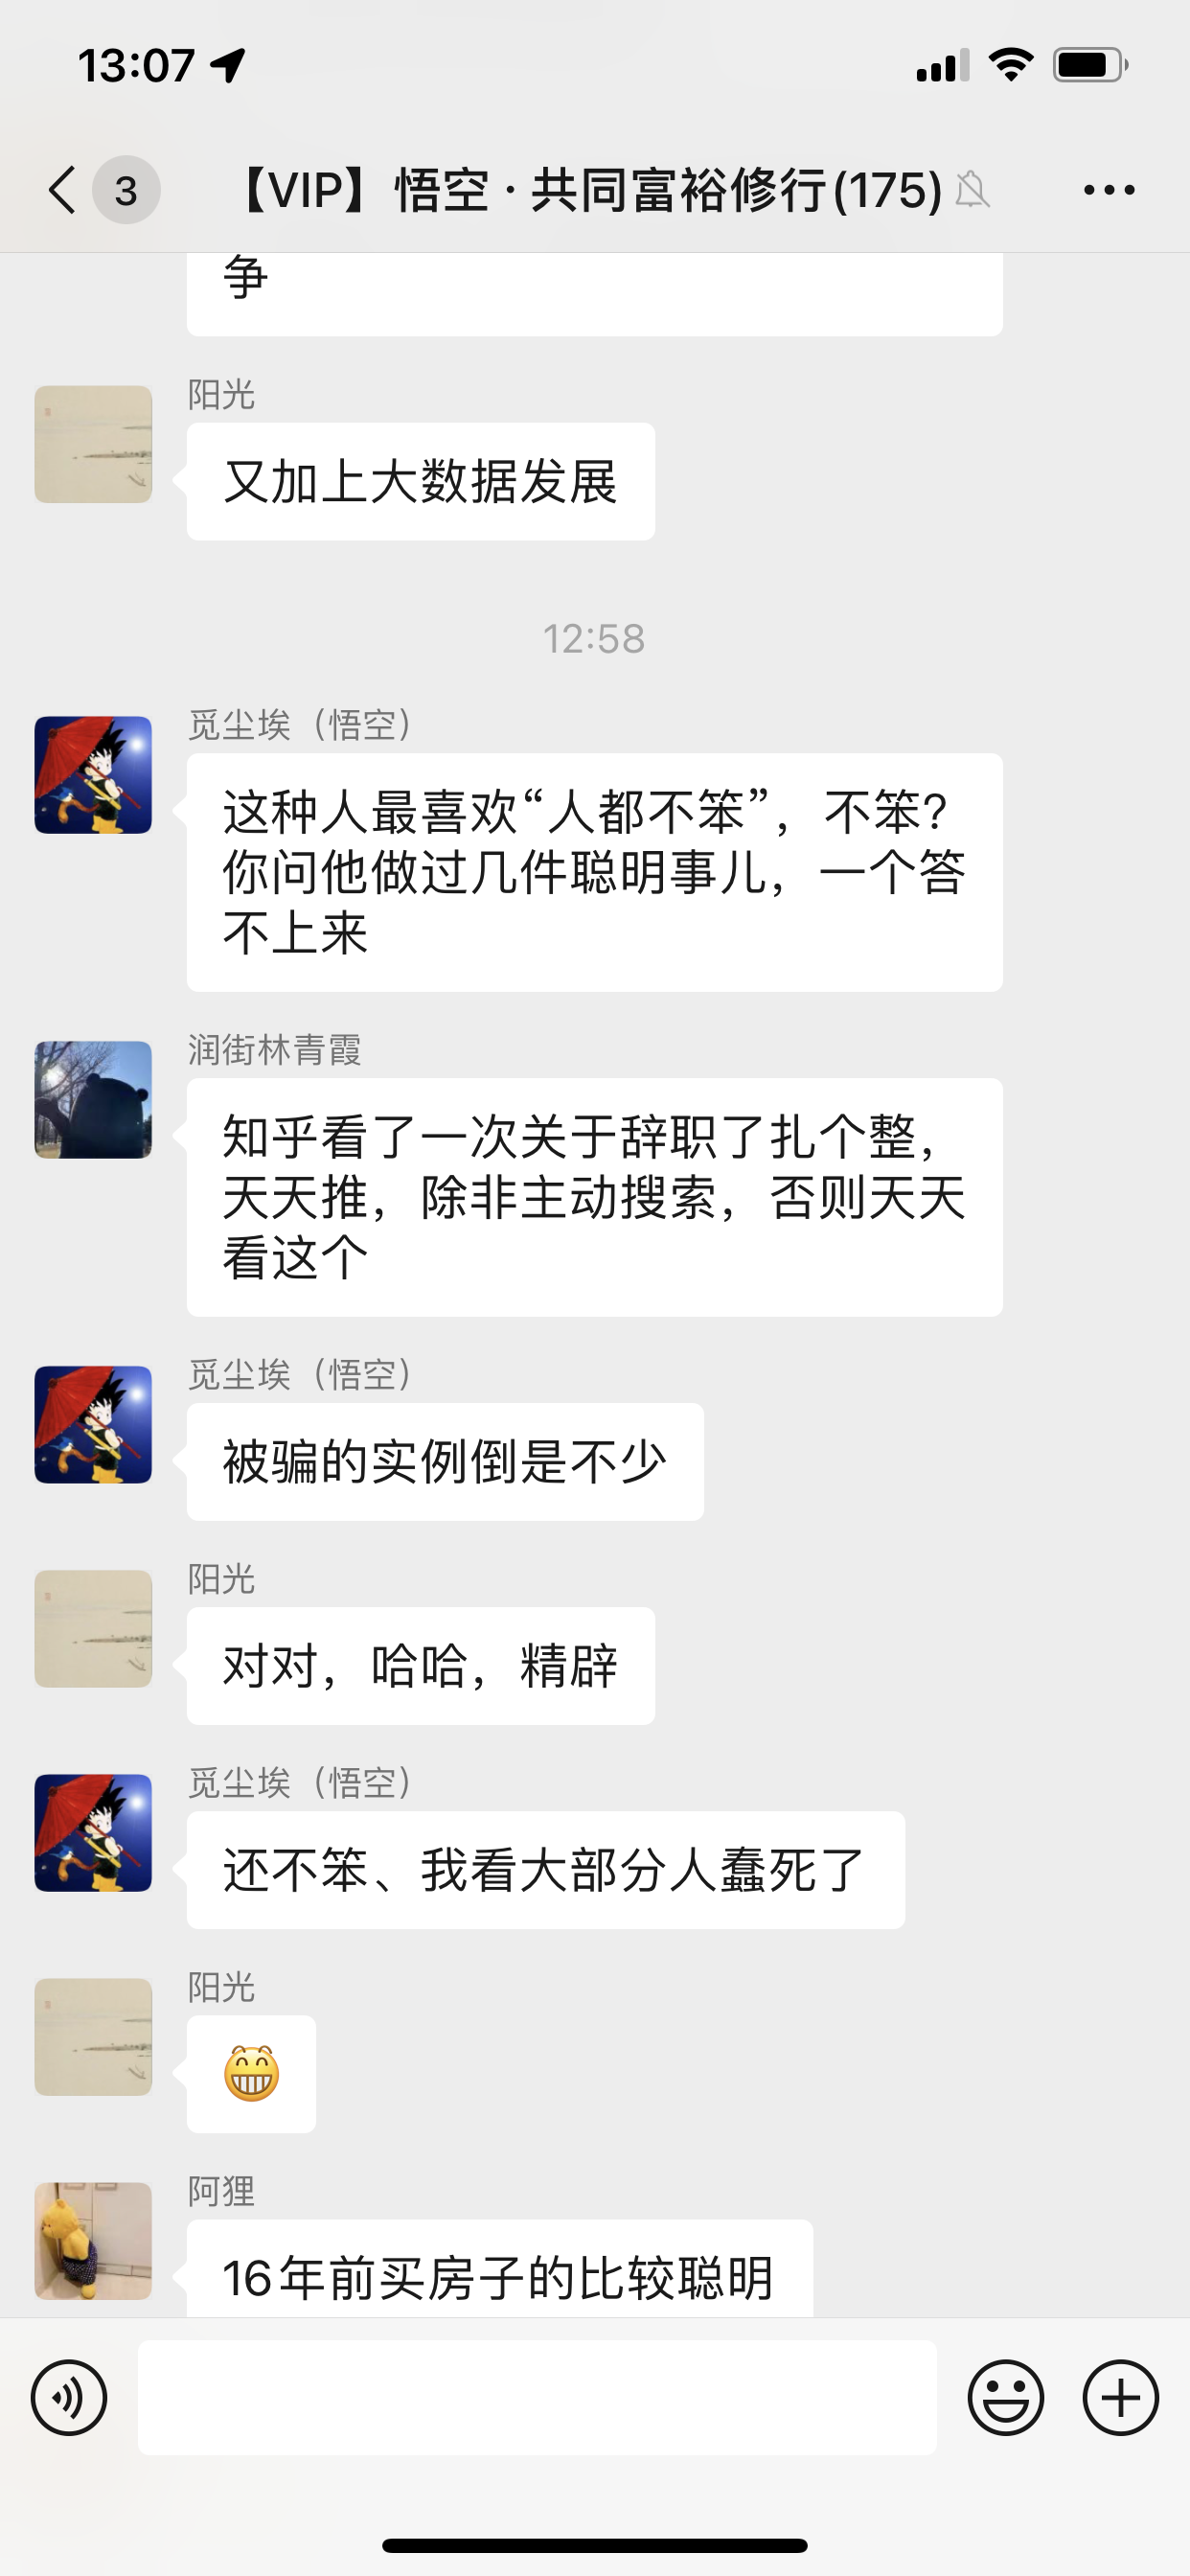 13:07
3
【VIP】悟空 · 共同富裕修行(175)
争
阳光
又加上大数据发展
12:58
觅尘埃（悟空）
这种人最喜欢“人都不笨”，不笨?
你问他做过几件聪明事儿，一个答
不上来
润街林青霞
知乎看了一次关于辞职了扎个整，
天天推，除非主动搜索，否则天天
看这个
觅尘埃（悟空）
被骗的实例倒是不少
阳光
对对，哈哈，精辟
觅尘埃（悟空）
还不笨、我看大部分人蠢死了
阳光
阿狸
16年前买房子的比较聪明